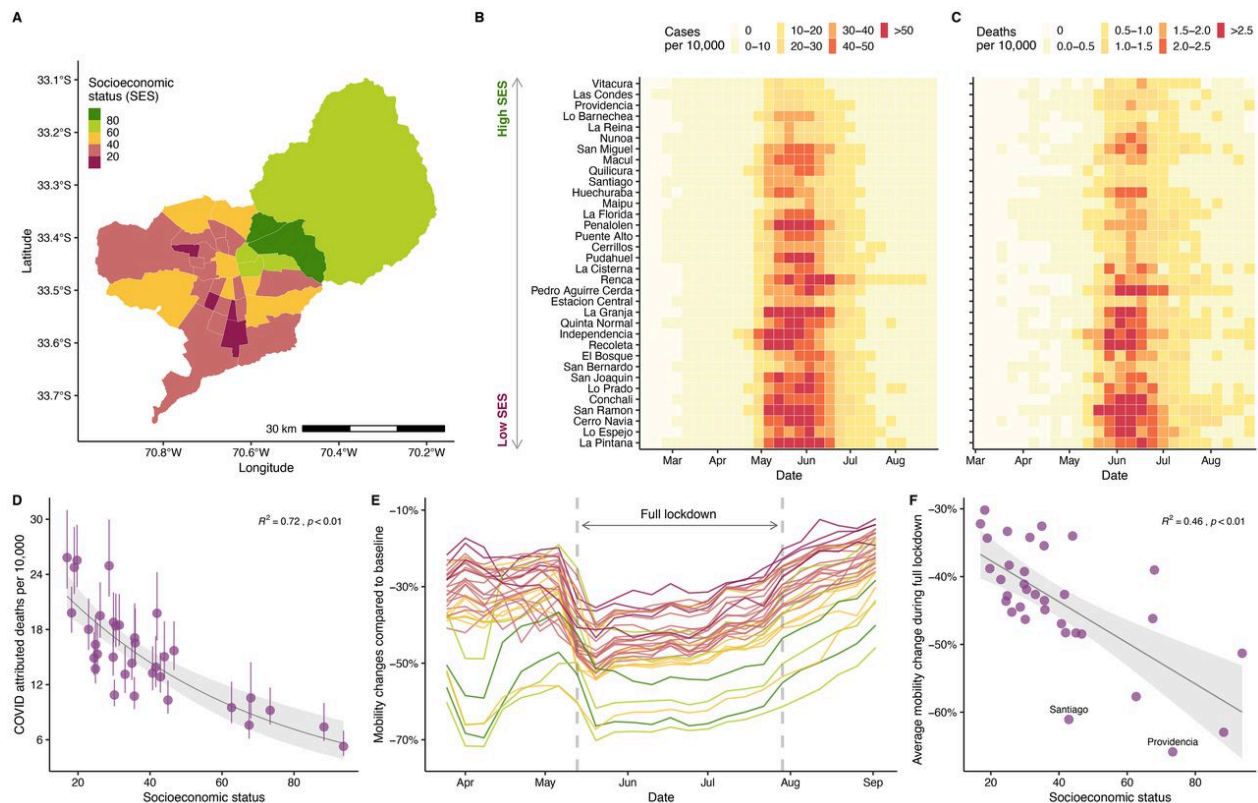 A
Socioeconomic
status (SES)
80
60
40
20
33.1°S
33.2°S
33.3°S
33.4°S
33.5°S
33.6°S
33.7°S
Latitude
30 km
70.8°W 70.6°W 70.4°W 70.2°W
Longitude
B
Cases
per 10,000
0 10–20 30–40 >50
0–10 20–30 40–50
High SES
Low SES
Vitacura
Las Condes
Providencia
Lo Barnechea
La Reina
Nunoa
San Miguel
Macul
Quilicura
Santiago
Huechuraba
Maipu
La Florida
Penalolen
Puente Alto
Cerrillos
Pudahuel
La Cisterna
Renca
Pedro Aguirre Cerda
Estacion Central
La Granja
Quinta Normal
Independencia
Recoleta
El Bosque
San Bernardo
San Joaquin
Lo Prado
Conchali
San Ramon
Cerro Navia
Lo Espejo
La Pintana
Mar Apr May Jun Jul Aug
Date
C
Deaths
per 10,000
0 0.5–1.0 1.5–2.0 >2.5
0.0–0.5 1.0–1.5 2.0–2.5
Mar Apr May Jun Jul Aug
Date
D
R² = 0.72 , p < 0.01
COVID attributed deaths per 10,000
30
24
18
12
6
20 40 60 80
Socioeconomic status
E
Full lockdown
Mobility changes compared to baseline
−10%
−30%
−50%
−70%
Apr May Jun Jul Aug Sep
Date
F
R² = 0.46 , p < 0.01
Average mobility change during full lockdown
−30%
−40%
−50%
−60%
Santiago
Providencia
20 40 60 80
Socioeconomic status